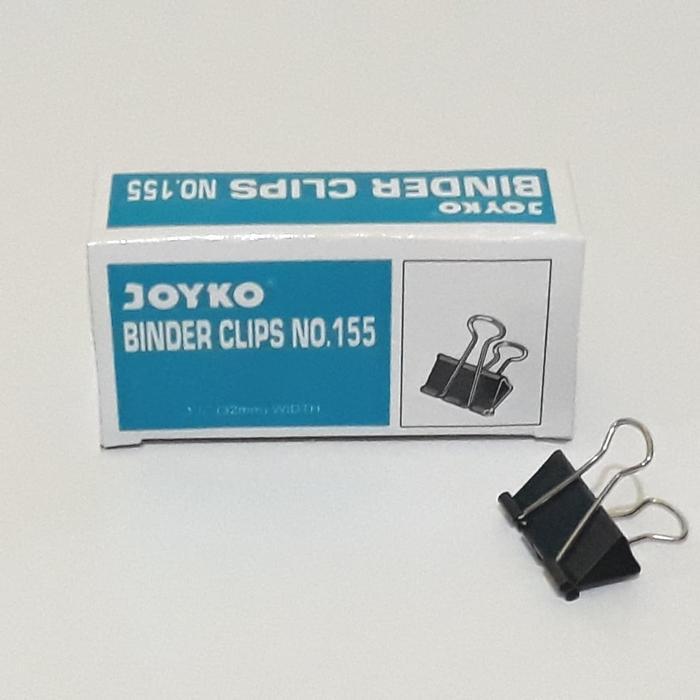 JOYKO
BINDER CLIPS NO.155
JOYKO
BINDER CLIPS NO.155
(32mm) WIDTH